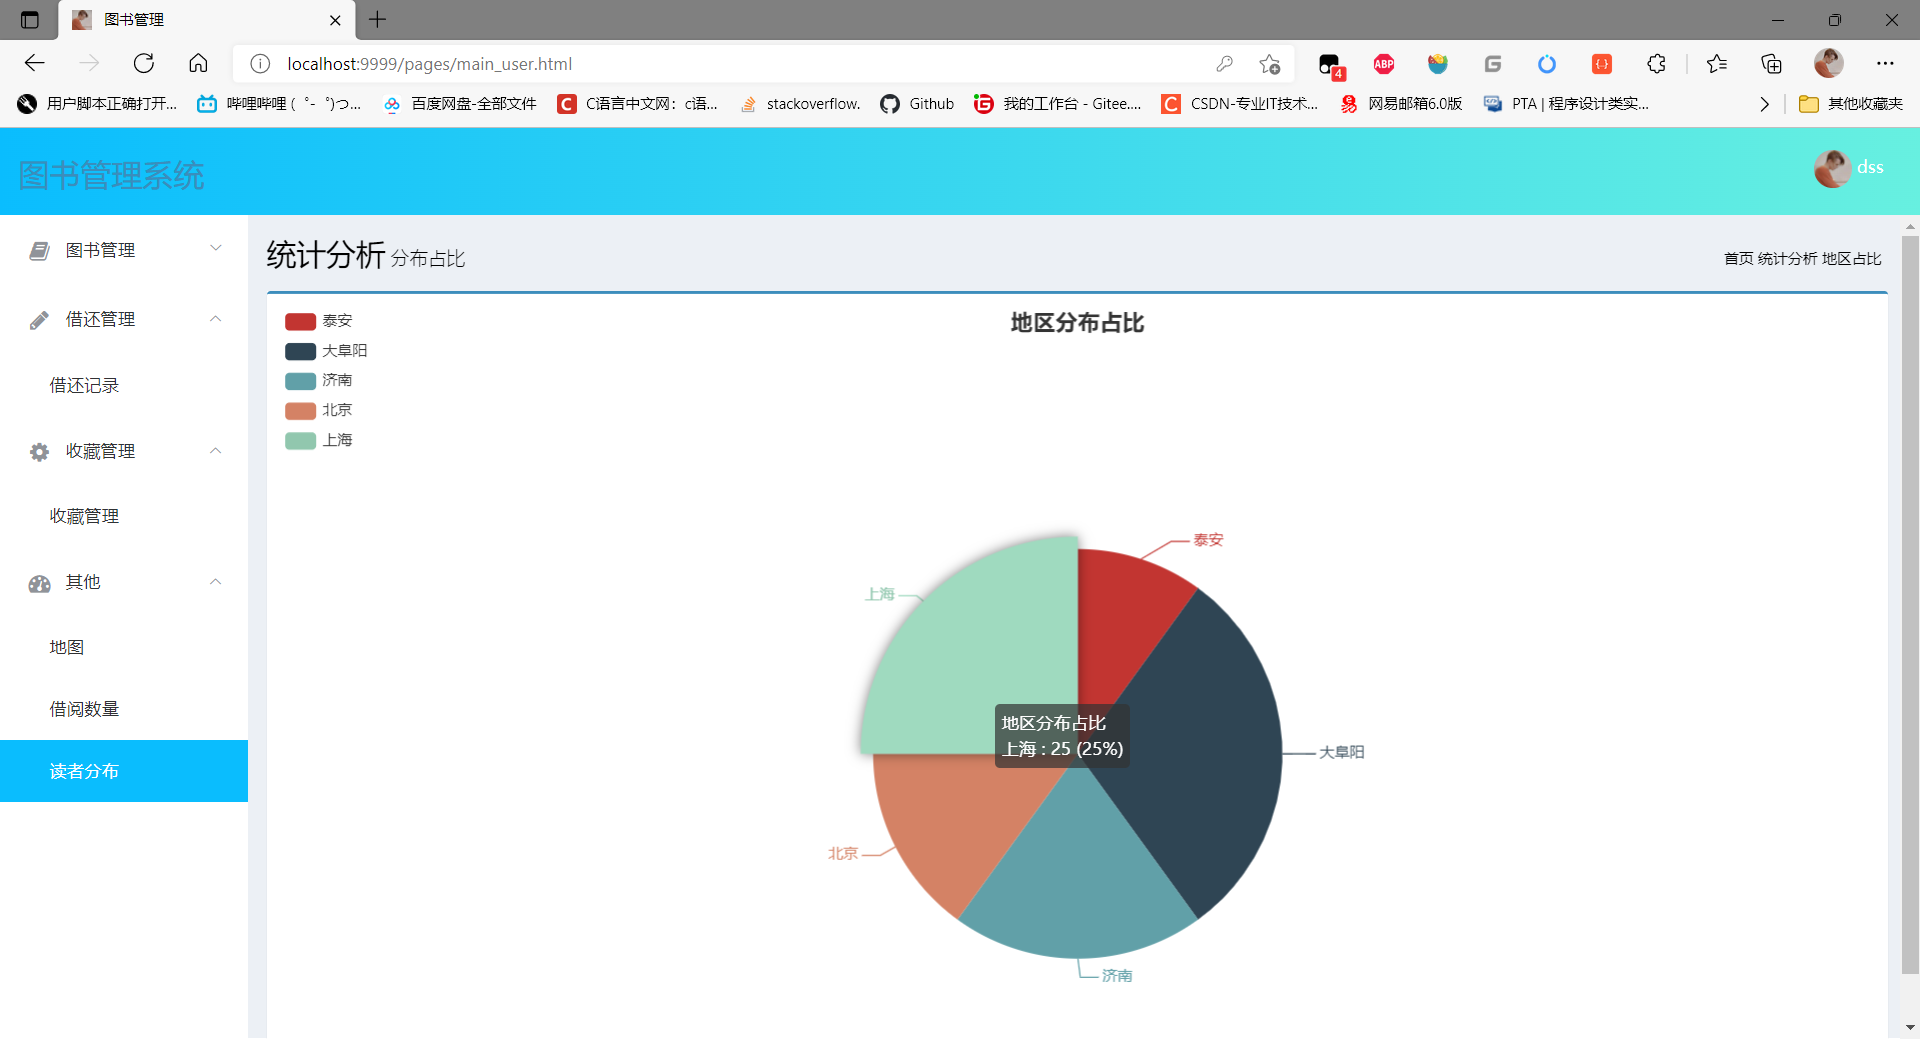 图书管理
localhost:9999/pages/main_user.html
4
ABP
用户脚本正确打开...
哔哩哔哩 (゜-゜)つ...
百度网盘-全部文件
C语言中文网：c语...
stackoverflow.
Github
我的工作台 - Gitee....
CSDN-专业IT技术...
网易邮箱6.0版
PTA | 程序设计类实...
其他收藏夹
图书管理系统
dss
图书管理
借还管理
借还记录
收藏管理
收藏管理
其他
地图
借阅数量
读者分布
统计分析 分布占比
首页 统计分析 地区占比
地区分布占比
泰安
大阜阳
济南
北京
上海
泰安
上海
地区分布占比
上海 : 25 (25%)
大阜阳
北京
济南